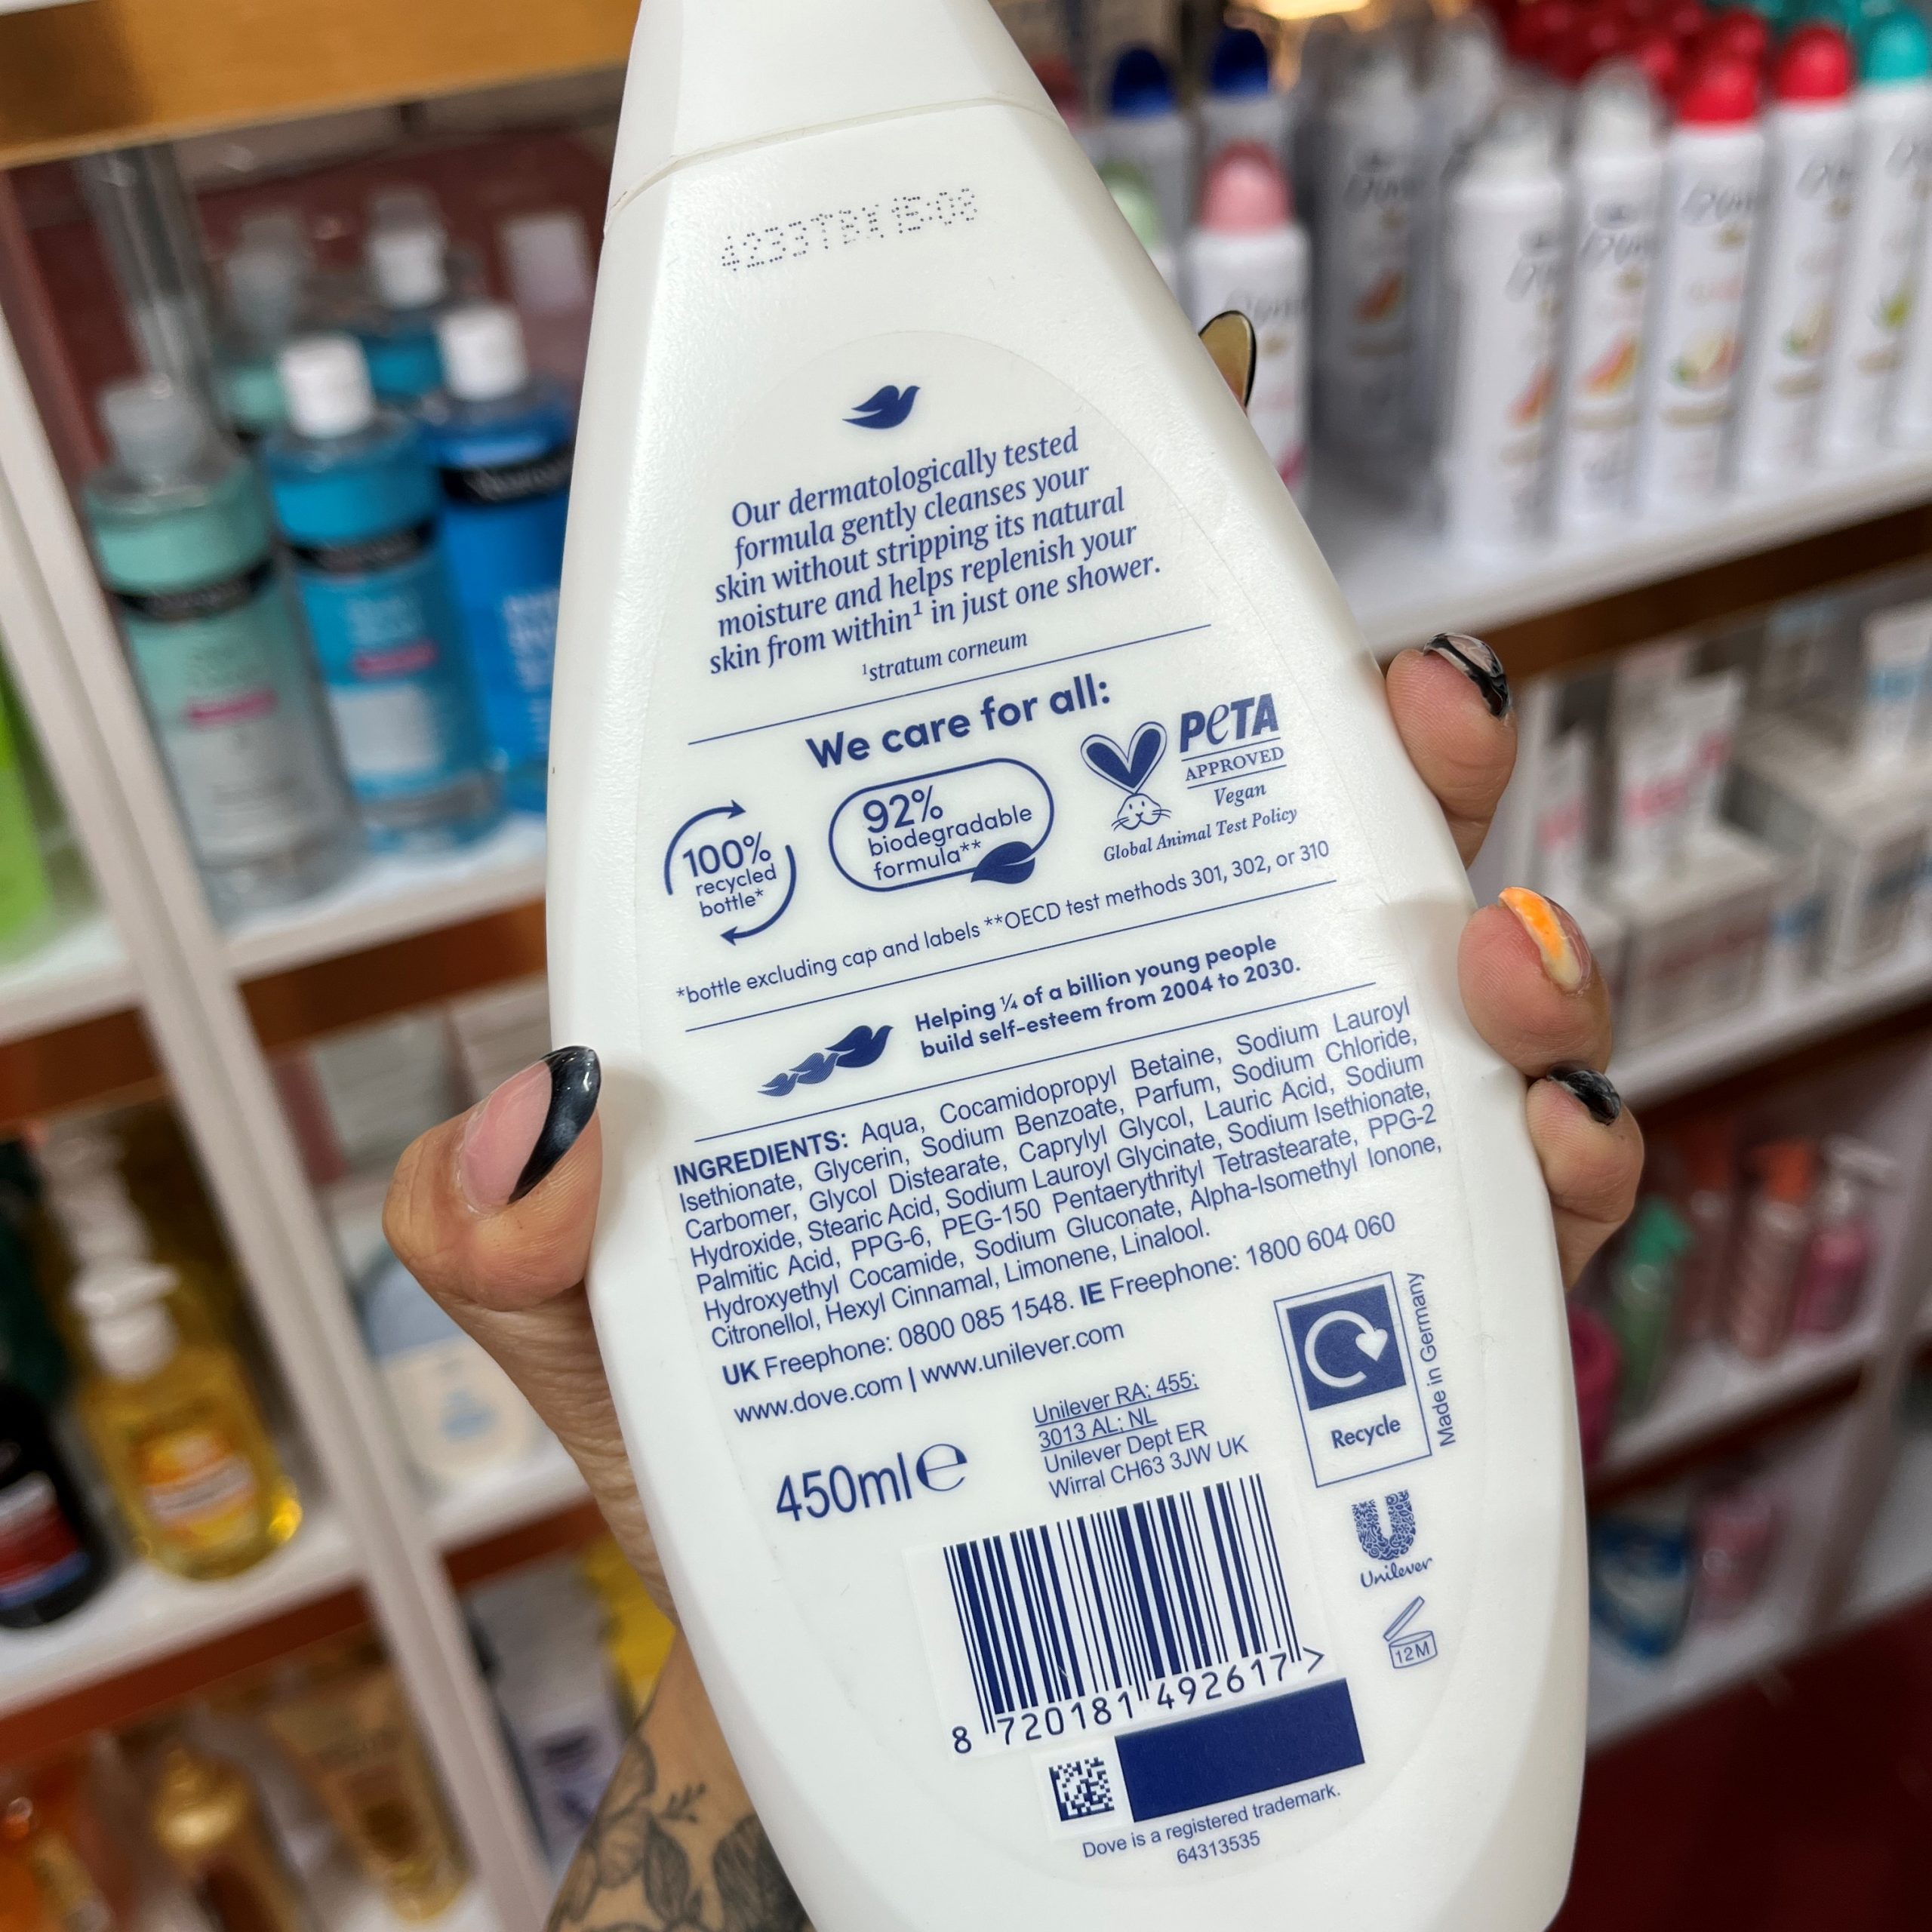 4233TBX15:08
Our dermatologically tested
formula gently cleanses your
skin without stripping its natural
moisture and helps replenish your
skin from within¹ in just one shower.
¹stratum corneum
We care for all:
100%
recycled
bottle*
92%
biodegradable
formula**
PETA
APPROVED
Vegan
Global Animal Test Policy
*bottle excluding cap and labels **OECD test methods 301, 302, or 310
Helping ¼ of a billion young people
build self-esteem from 2004 to 2030.
INGREDIENTS: Aqua, Cocamidopropyl Betaine, Sodium Lauroyl
Isethionate, Glycerin, Sodium Benzoate, Parfum, Sodium Chloride,
Carbomer, Glycol Distearate, Caprylyl Glycol, Lauric Acid, Sodium
Hydroxide, Stearic Acid, Sodium Lauroyl Glycinate, Sodium Isethionate,
Palmitic Acid, PPG-6, PEG-150 Pentaerythrityl Tetrastearate, PPG-2
Hydroxyethyl Cocamide, Sodium Gluconate, Alpha-Isomethyl Ionone,
Citronellol, Hexyl Cinnamal, Limonene, Linalool.
UK Freephone: 0800 085 1548. IE Freephone: 1800 604 060
www.dove.com | www.unilever.com
450ml℮
Unilever RA; 455;
3013 AL; NL
Unilever Dept ER
Wirral CH63 3JW UK
Recycle
Made in Germany
Unilever
12M
8 720181 492617 >
Dove is a registered trademark.
64313535